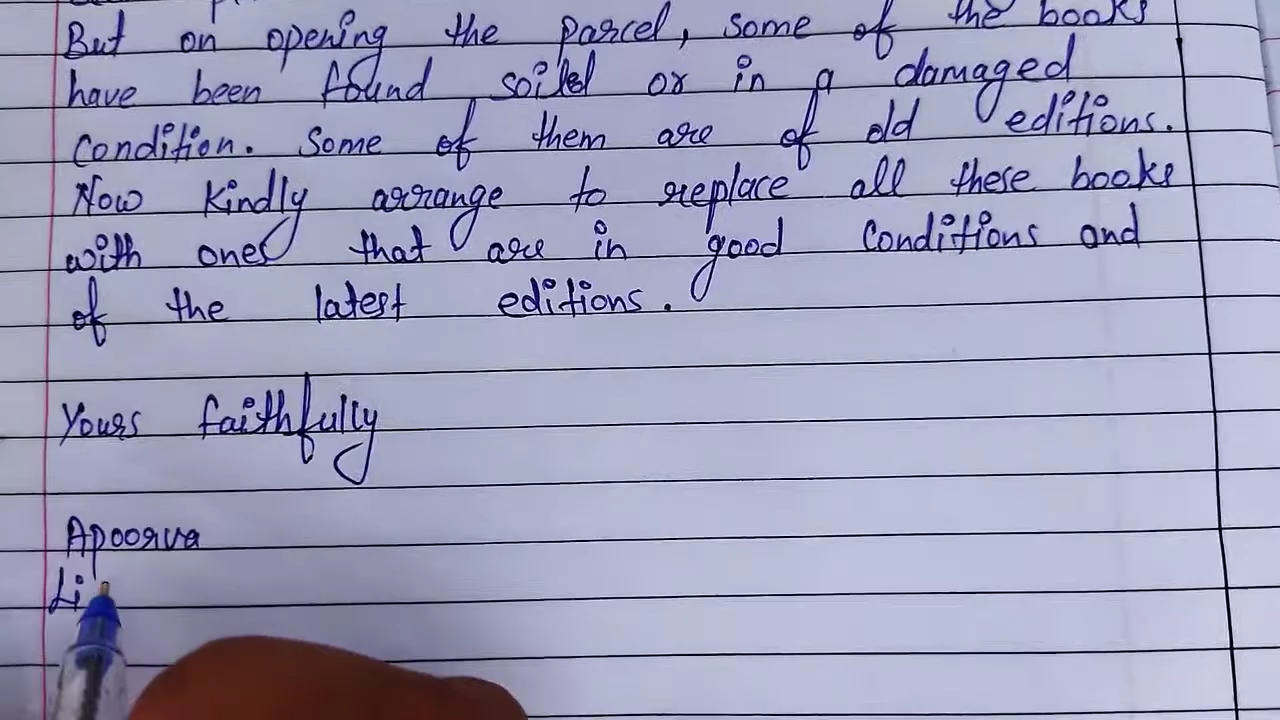 But on opening the parcel, some of the books
have been found soiled or in a damaged
condition. Some of them are of old editions.
Now kindly arrange to replace all these books
with ones that are in good conditions and
of the latest editions.
Yours faithfully
Apoorva
Li